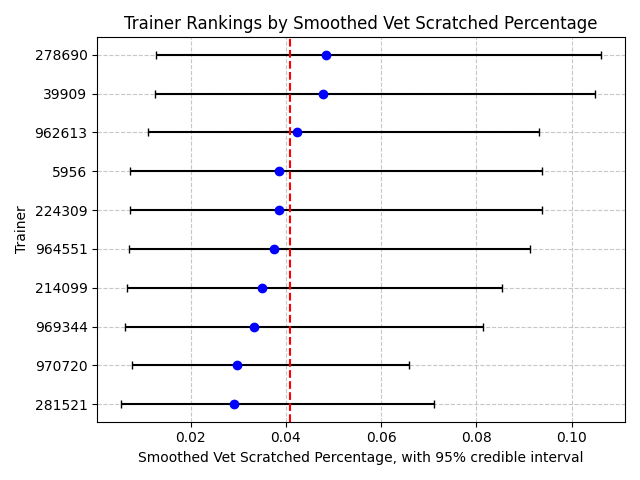 Trainer Rankings by Smoothed Vet Scratched Percentage
278690
39909
962613
5956
224309
964551
214099
969344
970720
281521
Trainer
0.02 0.04 0.06 0.08 0.10
Smoothed Vet Scratched Percentage, with 95% credible interval